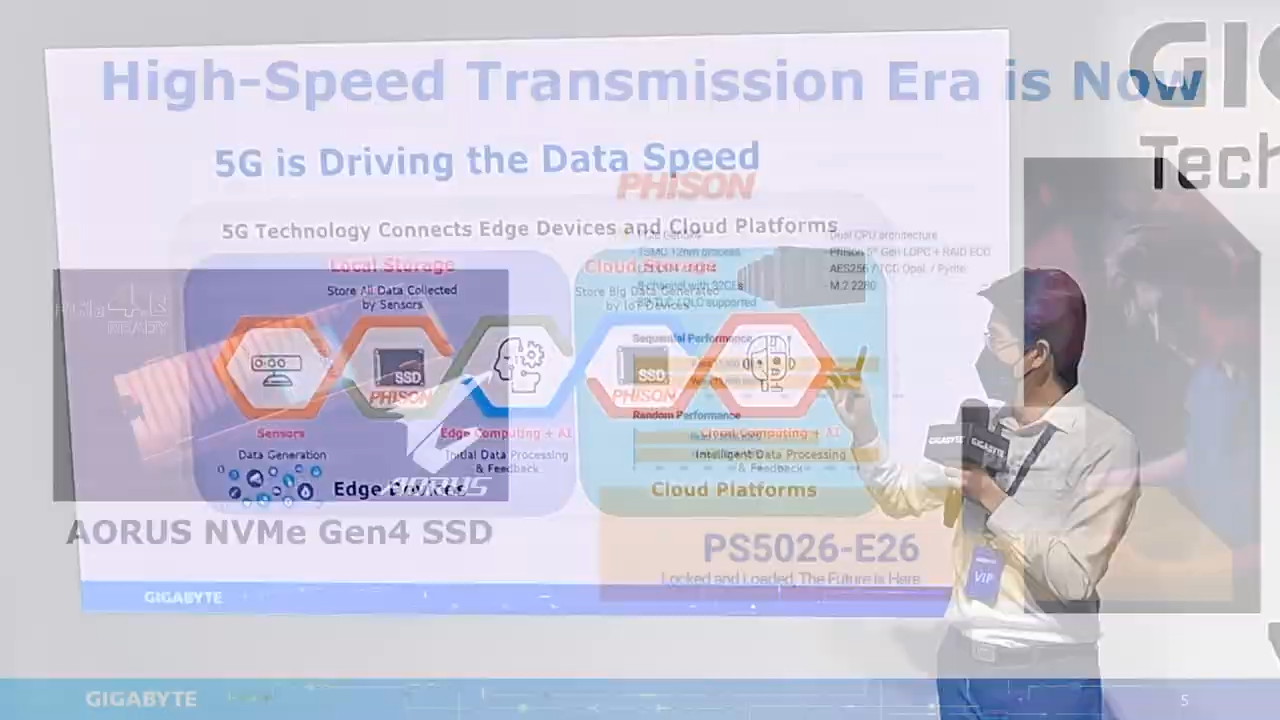 High-Speed Transmission Era is Now
5G is Driving the Data Speed
PHISON
5G Technology Connects Edge Devices and Cloud Platforms
Local Storage
Store All Data Collected
by Sensors
Store Big Data Generated
by IoT Devices
TSMC 12nm process
Dual CPU architecture
Phison 5th Gen LDPC + RAID ECC
AES256 / TCG Opal / Pyrite
M.2 2280
READY
Sequential Performance
SSD
PHISON
SSD
PHISON
Random Performance
Sensors
Data Generation
Edge Computing + AI
Initial Data Processing
& Feedback
Cloud Computing + AI
Intelligent Data Processing
& Feedback
Edge Devices
AORUS
Cloud Platforms
AORUS NVMe Gen4 SSD
PS5026-E26
Locked and Loaded, The Future is Here
GIGABYTE
GIGABYTE
GIGABYTE
VIP
Tech
GIGABYTE
5